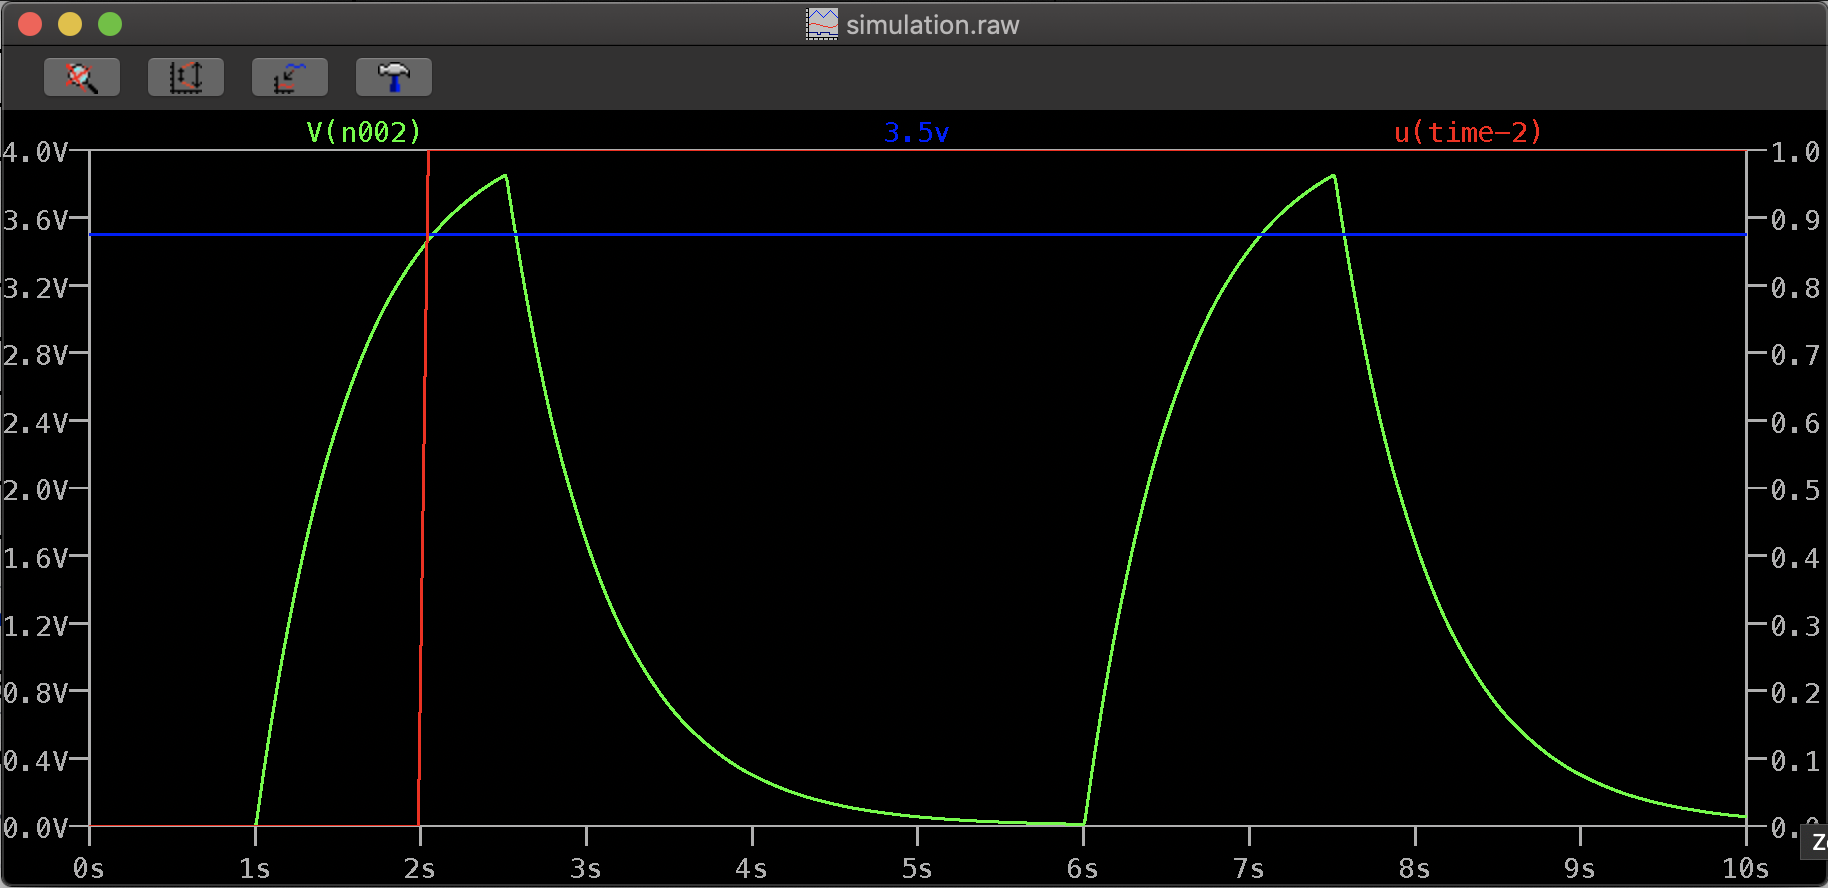 simulation.raw
V(n002) 3.5v u(time-2)
4.0V 1.0
3.6V 0.9
3.2V 0.8
2.8V 0.7
2.4V 0.6
2.0V 0.5
1.6V 0.4
1.2V 0.3
0.8V 0.2
0.4V 0.1
0.0V
0s 1s 2s 3s 4s 5s 6s 7s 8s 9s 10s